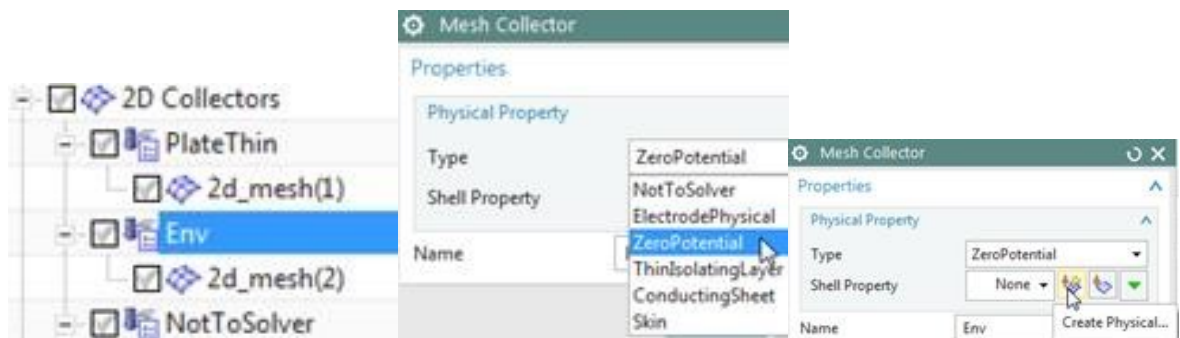 2D Collectors
PlateThin
2d_mesh(1)
Env
2d_mesh(2)
NotToSolver
Mesh Collector
Properties
Physical Property
Type
ZeroPotential
Shell Property
NotToSolver
ElectrodePhysical
ZeroPotential
ThinIsolatingLayer
ConductingSheet
Skin
Name
Mesh Collector
Properties
Physical Property
Type ZeroPotential
Shell Property None
Name Env
Create Physical...